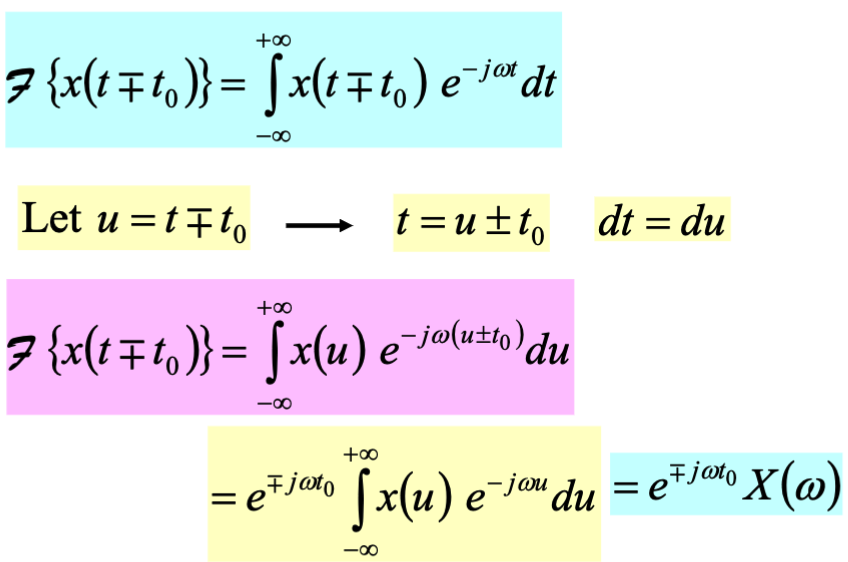 ℱ {x(t ∓ t₀)} = ∫_{−∞}^{+∞} x(t ∓ t₀) e^{−jωt} dt
Let u = t ∓ t₀ ⟶ t = u ± t₀ dt = du
ℱ {x(t ∓ t₀)} = ∫_{−∞}^{+∞} x(u) e^{−jω(u±t₀)} du
= e^{∓jωt₀} ∫_{−∞}^{+∞} x(u) e^{−jωu} du = e^{∓jωt₀} X(ω)